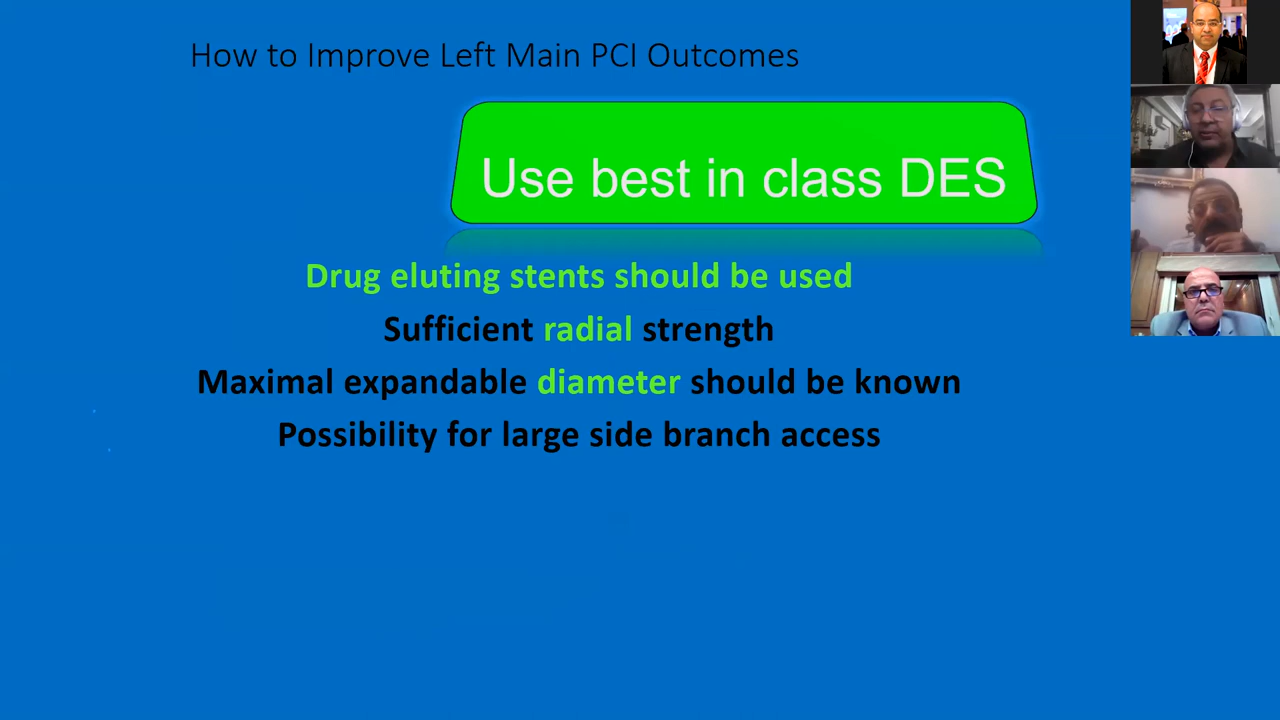 How to Improve Left Main PCI Outcomes
Use best in class DES
Drug eluting stents should be used
Sufficient radial strength
Maximal expandable diameter should be known
Possibility for large side branch access